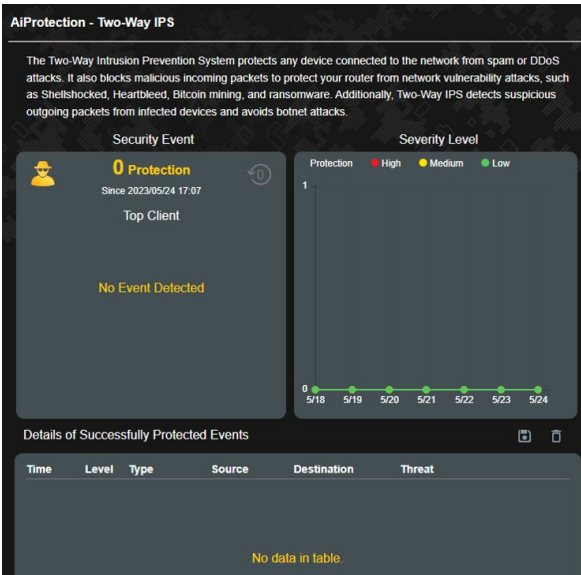 AiProtection - Two-Way IPS
The Two-Way Intrusion Prevention System protects any device connected to the network from spam or DDoS
attacks. It also blocks malicious incoming packets to protect your router from network vulnerability attacks, such
as Shellshocked, Heartbleed, Bitcoin mining, and ransomware. Additionally, Two-Way IPS detects suspicious
outgoing packets from infected devices and avoids botnet attacks.
Security Event
0 Protection
Since 2023/05/24 17:07
0
Top Client
No Event Detected
Severity Level
Protection High Medium Low
1
0
5/18 5/19 5/20 5/21 5/22 5/23 5/24
Details of Successfully Protected Events
Time Level Type Source Destination Threat
No data in table.